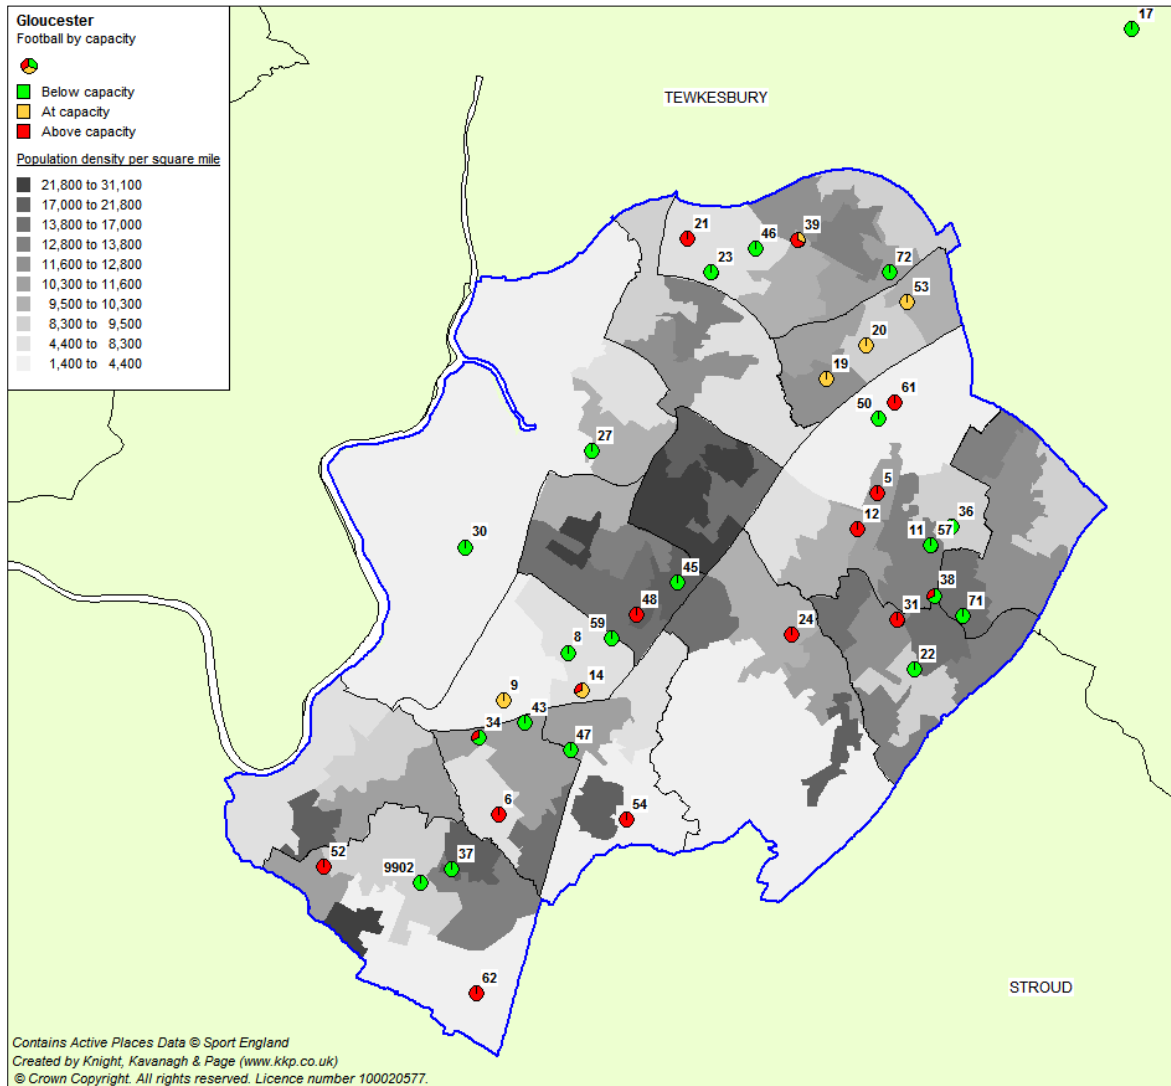 Gloucester
Football by capacity
Below capacity
At capacity
Above capacity
Population density per square mile
21,800 to 31,100
17,000 to 21,800
13,800 to 17,000
12,800 to 13,800
11,600 to 12,800
10,300 to 11,600
9,500 to 10,300
8,300 to 9,500
4,400 to 8,300
1,400 to 4,400
17
TEWKESBURY
21
46
39
23
72
53
20
19
61
50
27
5
36
12
11
57
30
45
38
48
31
71
24
59
8
22
14
9
43
34
47
6
54
52
37
9902
62
STROUD
Contains Active Places Data © Sport England
Created by Knight, Kavanagh & Page (www.kkp.co.uk)
© Crown Copyright. All rights reserved. Licence number 100020577.